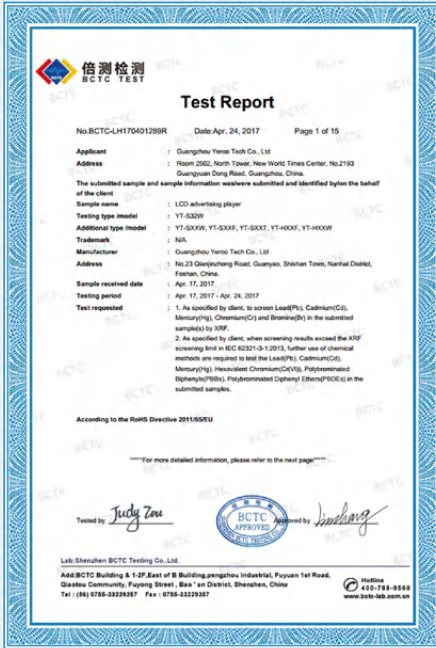 倍测检测
BCTC TEST
Test Report
No.BCTC-LH170401289R Date:Apr. 24, 2017 Page 1 of 15
Applicant : Guangzhou Yeroo Tech Co., Ltd
Address : Room 2502, North Tower, New World Times Center, No.2193
Guangyuan Dong Road, Guangzhou, China.
The submitted sample and sample information was/were submitted and identified by/on the behalf
of the client
Sample name : LCD advertising player
Testing type /model : YT-S32W
Additional type /model : YT-SXXW, YT-SXXF, YT-SXXT, YT-HXXF, YT-HXXW
Trademark : N/A
Manufacturer : Guangzhou Yeroo Tech Co., Ltd
Address : No.23 Qianjinzhong Road, Guanyao, Shishan Town, Nanhai District,
Foshan, China.
Sample received date : Apr. 17, 2017
Testing period : Apr. 17, 2017 - Apr. 24, 2017
Test requested : 1. As specified by client, to screen Lead(Pb), Cadmium(Cd),
Mercury(Hg), Chromium(Cr) and Bromine(Br) in the submitted
sample(s) by XRF.
2. As specified by client, when screening results exceed the XRF
screening limit in IEC 62321-3-1:2013, further use of chemical
methods are required to test the Lead(Pb), Cadmium(Cd),
Mercury(Hg), Hexavalent Chromium(Cr(VI)), Polybrominated
Biphenyls(PBBs), Polybrominated Diphenyl Ethers(PBDEs) in the
submitted samples.
According to the RoHS Directive 2011/65/EU
*****For more detailed information, please refer to the next page*****
Tested by Judy Zou
BCTC
APPROVED
Approved by
Lab:Shenzhen BCTC Testing Co.,Ltd.
Add:BCTC Building & 1-2F,East of B Building,pengzhou Industrial, Fuyuan 1st Road,
Qiaotou Community, Fuyong Street , Bao ' an District, Shenzhen, China
Tel : (86) 0755-33229357 Fax : 0755-33229357
Hotline
400-788-9558
www.bctc-lab.com.cn